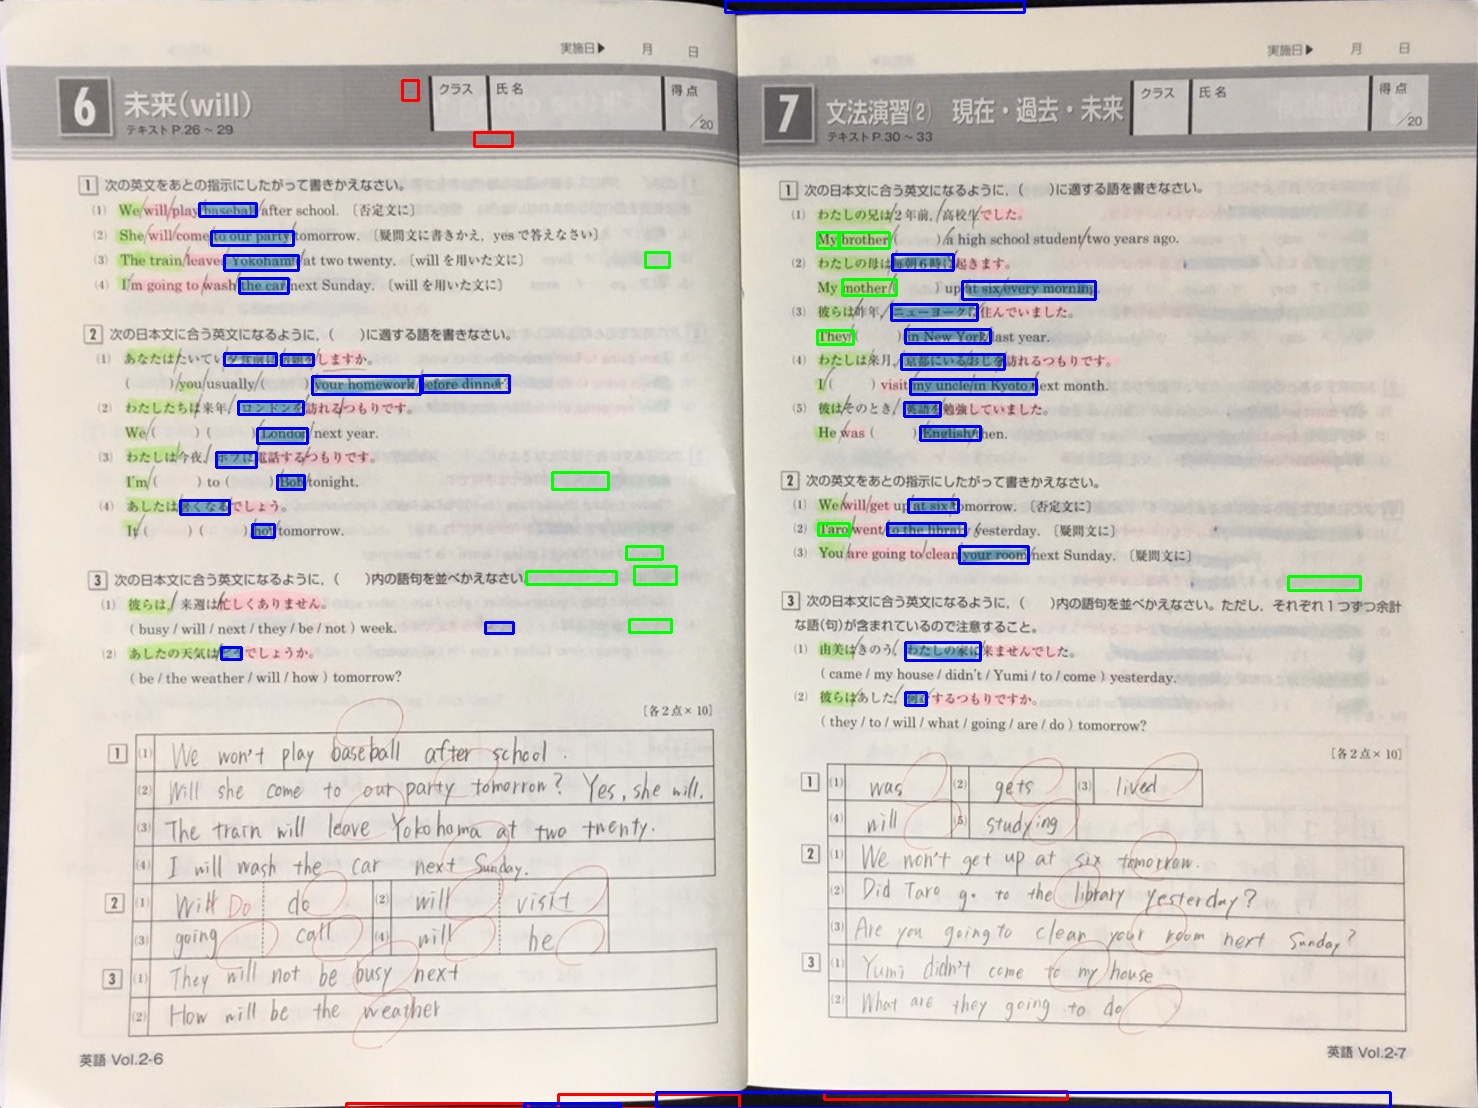 実施日▶ 月 日
6 未来(will)
テキストP.26～29
クラス 氏名 得点 /20
1 次の英文をあとの指示にしたがって書きかえなさい。
(1) We/will/play/baseball/after school. 〔否定文に〕
(2) She/will/come/to our party/tomorrow. 〔疑問文に書きかえ, yesで答えなさい〕
(3) The train/leaves/Yokohama/at two twenty. 〔willを用いた文に〕
(4) I'm going to/wash/the car/next Sunday. 〔willを用いた文に〕
2 次の日本文に合う英文になるように, ( )に適する語を書きなさい。
(1) あなたは/たいてい/夕食前に/宿題を/しますか。
( )/you/usually/( )/your homework/before dinner?
(2) わたしたちは/来年,/ロンドンを/訪れる/つもりです。
We/( ) ( )/London/next year.
(3) わたしは/今夜,/ボブに/電話する/つもりです。
I'm/( ) to ( )/Bob/tonight.
(4) あしたは/暑くなる/でしょう。
It/( ) ( )/hot/tomorrow.
3 次の日本文に合う英文になるように, ( )内の語句を並べかえなさい。
(1) 彼らは,/来週は/忙しくありません。
( busy / will / next / they / be / not ) week.
(2) あしたの天気は/どう/でしょうか。
( be / the weather / will / how ) tomorrow?
〔各2点×10〕
1 (1) We won't play baseball after school.
(2) Will she come to our party tomorrow? Yes, she will.
(3) The train will leave Yokohama at two twenty.
(4) I will wash the car next Sunday.
2 (1) Will Do do (2) will visit
(3) going call (4) will be
3 (1) They will not be busy next
(2) How will be the weather
英語 Vol.2-6
実施日▶ 月 日
7 文法演習(2) 現在・過去・未来
テキストP.30～33
クラス 氏名 得点 /20
1 次の日本文に合う英文になるように, ( )に適する語を書きなさい。
(1) わたしの兄は/2年前,/高校生/でした。
My brother/( )/a high school student/two years ago.
(2) わたしの母は/毎朝6時に/起きます。
My mother/( ) up/at six/every morning.
(3) 彼らは/昨年,/ニューヨークに/住んでいました。
They/( )/in New York/last year.
(4) わたしは/来月,/京都にいるおじを/訪れるつもりです。
I/( ) visit/my uncle/in Kyoto/next month.
(5) 彼は/そのとき,/英語を/勉強していました。
He was ( )/English/then.
2 次の英文をあとの指示にしたがって書きかえなさい。
(1) We/will/get up/at six/tomorrow. 〔否定文に〕
(2) Taro/went/to the library/yesterday. 〔疑問文に〕
(3) You/are going to/clean/your room/next Sunday. 〔疑問文に〕
3 次の日本文に合う英文になるように, ( )内の語句を並べかえなさい。ただし, それぞれ1つずつ余計
な語(句)が含まれているので注意すること。
(1) 由美は/きのう,/わたしの家に/来ませんでした。
( came / my house / didn't / Yumi / to / come ) yesterday.
(2) 彼らは/あした,/何を/するつもりですか。
( they / to / will / what / going / are / do ) tomorrow?
〔各2点×10〕
1 (1) was (2) gets (3) lived
(4) will (5) studying
2 (1) We won't get up at six tomorrow.
(2) Did Taro go to the library yesterday?
(3) Are you going to clean your room next Sunday?
3 (1) Yumi didn't come to my house
(2) What are they going to do
英語 Vol.2-7